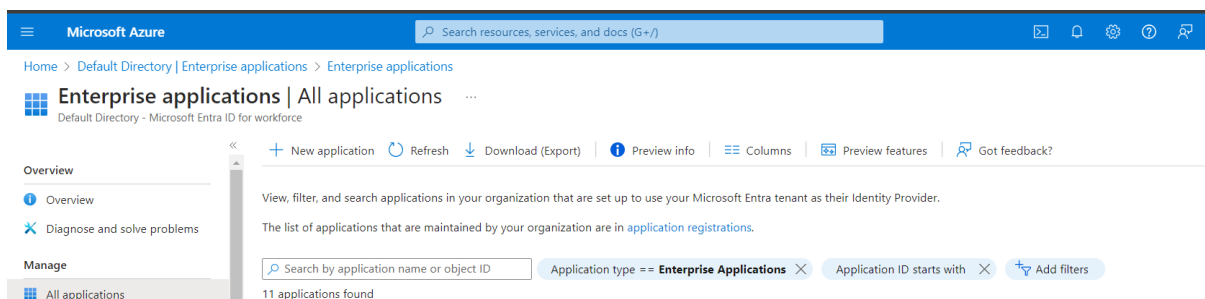 Microsoft Azure
Search resources, services, and docs (G+/)
Home > Default Directory | Enterprise applications > Enterprise applications
Enterprise applications | All applications ...
Default Directory - Microsoft Entra ID for workforce
New application Refresh Download (Export) Preview info Columns Preview features Got feedback?
Overview
Overview
Diagnose and solve problems
Manage
All applications
View, filter, and search applications in your organization that are set up to use your Microsoft Entra tenant as their Identity Provider.
The list of applications that are maintained by your organization are in application registrations.
Search by application name or object ID
Application type == Enterprise Applications
Application ID starts with
Add filters
11 applications found